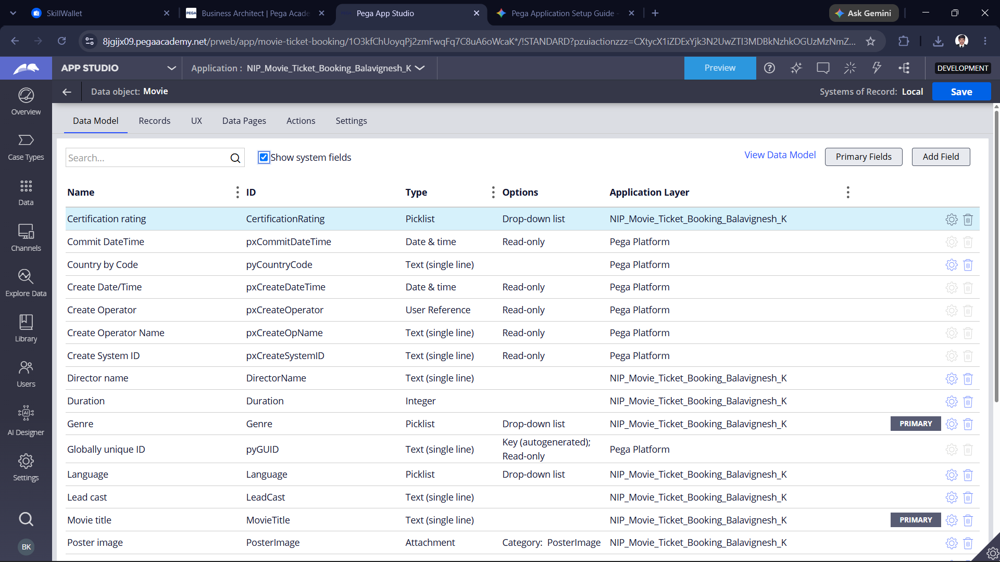 SkillWallet
PEGA Business Architect | Pega Acade
Pega App Studio
Pega Application Setup Guide -
Ask Gemini
8jgijx09.pegaacademy.net/prweb/app/movie-ticket-booking/1O3kfChUoyqPj2zmFwqFq7C8uA6oWcaK*/!STANDARD?pzuiactionzzz=CXtycX1iZDExYjk3N2UwZTI3MDBkNzhkOGUzMzNmZ...
APP STUDIO
Application : NIP_Movie_Ticket_Booking_Balavignesh_K
Preview
DEVELOPMENT
Data object: Movie
Systems of Record: Local
Save
Overview
Case Types
Data
Channels
Explore Data
Library
Users
AI
AI Designer
Settings
BK
Data Model Records UX Data Pages Actions Settings
Search...
Show system fields
View Data Model
Primary Fields
Add Field
Name ID Type Options Application Layer
Certification rating CertificationRating Picklist Drop-down list NIP_Movie_Ticket_Booking_Balavignesh_K
Commit DateTime pxCommitDateTime Date & time Read-only Pega Platform
Country by Code pyCountryCode Text (single line) Pega Platform
Create Date/Time pxCreateDateTime Date & time Read-only Pega Platform
Create Operator pxCreateOperator User Reference Read-only Pega Platform
Create Operator Name pxCreateOpName Text (single line) Read-only Pega Platform
Create System ID pxCreateSystemID Text (single line) Read-only Pega Platform
Director name DirectorName Text (single line) NIP_Movie_Ticket_Booking_Balavignesh_K
Duration Duration Integer NIP_Movie_Ticket_Booking_Balavignesh_K
Genre Genre Picklist Drop-down list NIP_Movie_Ticket_Booking_Balavignesh_K PRIMARY
Globally unique ID pyGUID Text (single line) Key (autogenerated); Read-only Pega Platform
Language Language Picklist Drop-down list NIP_Movie_Ticket_Booking_Balavignesh_K
Lead cast LeadCast Text (single line) NIP_Movie_Ticket_Booking_Balavignesh_K
Movie title MovieTitle Text (single line) NIP_Movie_Ticket_Booking_Balavignesh_K PRIMARY
Poster image PosterImage Attachment Category: PosterImage NIP_Movie_Ticket_Booking_Balavignesh_K